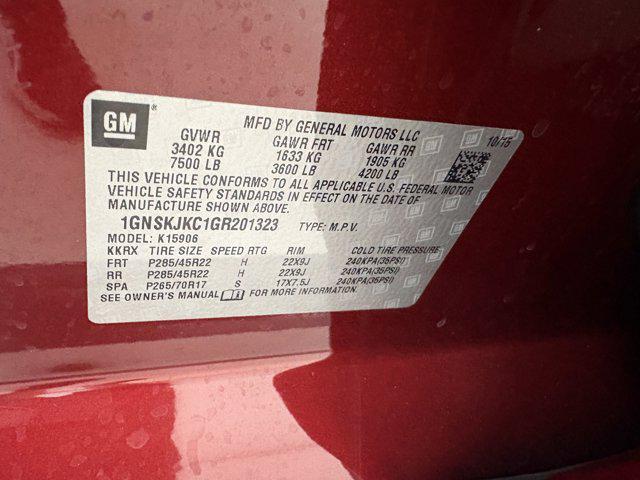 GM ®
MFD BY GENERAL MOTORS LLC 10/15
GVWR GAWR FRT GAWR RR
3402 KG 1633 KG 1905 KG
7500 LB 3600 LB 4200 LB
THIS VEHICLE CONFORMS TO ALL APPLICABLE U.S. FEDERAL MOTOR
VEHICLE SAFETY STANDARDS IN EFFECT ON THE DATE OF
MANUFACTURE SHOWN ABOVE.
1GNSKJKC1GR201323 TYPE: M.P.V.
MODEL: K15906
KKRX TIRE SIZE SPEED RTG RIM COLD TIRE PRESSURE
FRT P285/45R22 H 22X9J 240KPA(35PSI)
RR P285/45R22 H 22X9J 240KPA(35PSI)
SPA P265/70R17 S 17X7.5J 240KPA(35PSI)
SEE OWNER'S MANUAL FOR MORE INFORMATION.